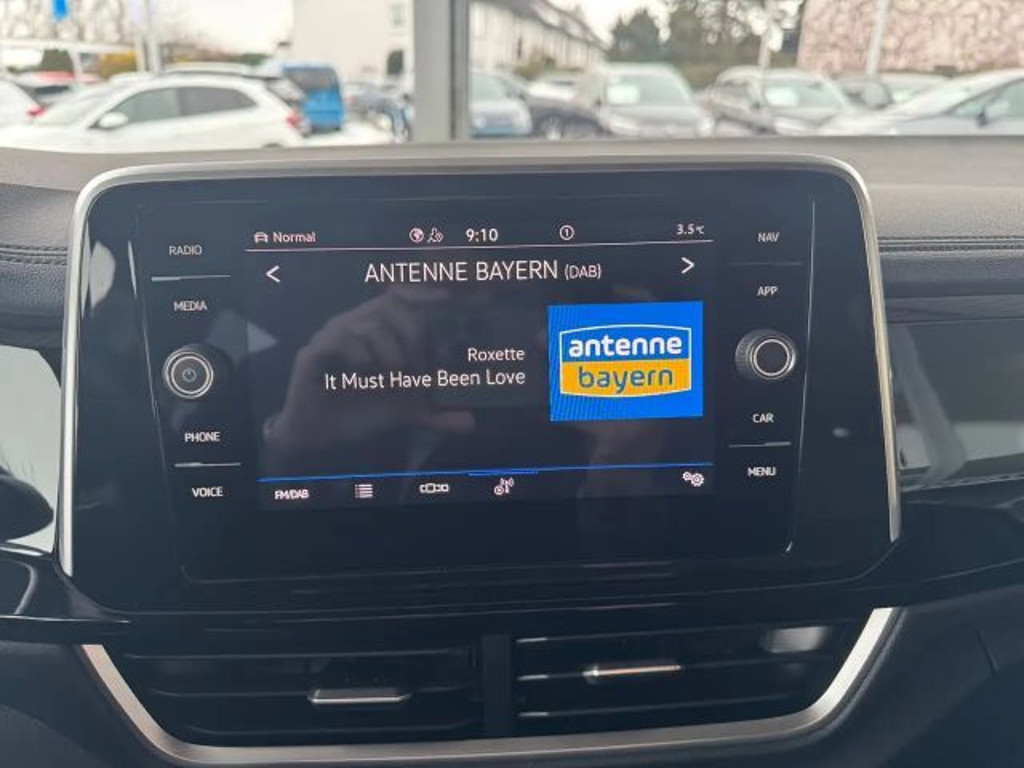 Normal
9:10
1
3.5°C
RADIO
MEDIA
PHONE
VOICE
< ANTENNE BAYERN (DAB) >
Roxette
It Must Have Been Love
antenne
bayern
FM/DAB
NAV
APP
CAR
MENU